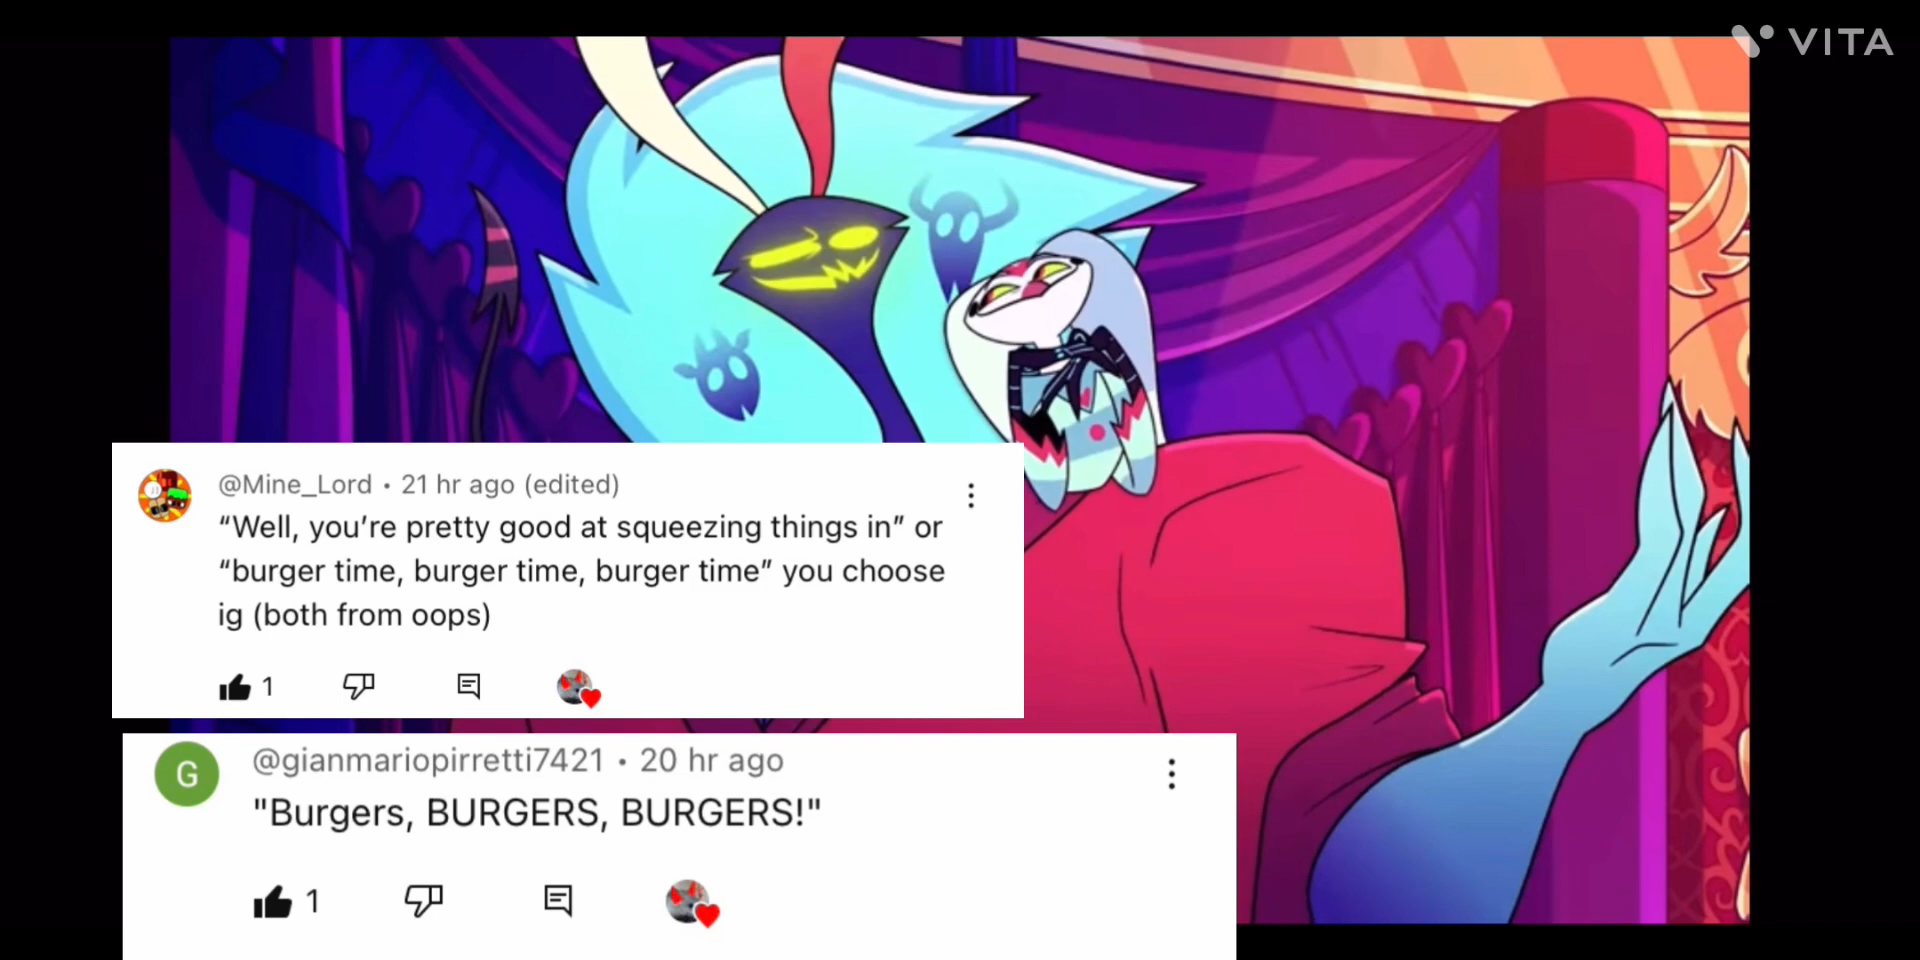 VITA
@Mine_Lord • 21 hr ago (edited)
“Well, you’re pretty good at squeezing things in” or
“burger time, burger time, burger time” you choose
ig (both from oops)
1
G
@gianmariopirretti7421 • 20 hr ago
"Burgers, BURGERS, BURGERS!"
1